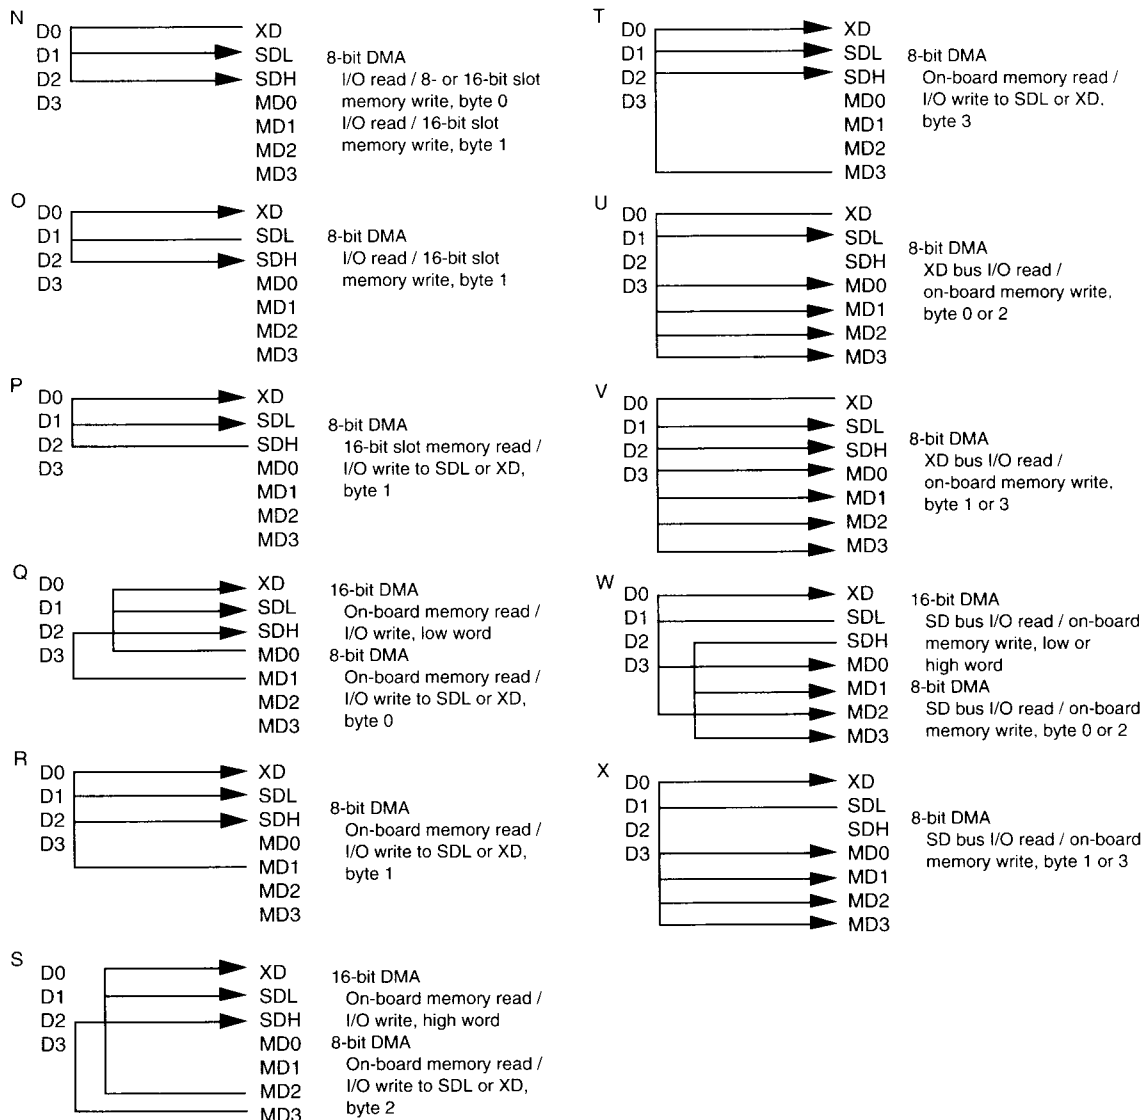 N
D0 XD
D1 SDL
D2 SDH
D3 MD0
MD1
MD2
MD3
8-bit DMA
I/O read / 8- or 16-bit slot
memory write, byte 0
I/O read / 16-bit slot
memory write, byte 1
O
D0 XD
D1 SDL
D2 SDH
D3 MD0
MD1
MD2
MD3
8-bit DMA
I/O read / 16-bit slot
memory write, byte 1
P
D0 XD
D1 SDL
D2 SDH
D3 MD0
MD1
MD2
MD3
8-bit DMA
16-bit slot memory read /
I/O write to SDL or XD,
byte 1
Q
D0 XD
D1 SDL
D2 SDH
D3 MD0
MD1
MD2
MD3
16-bit DMA
On-board memory read /
I/O write, low word
8-bit DMA
On-board memory read /
I/O write to SDL or XD,
byte 0
R
D0 XD
D1 SDL
D2 SDH
D3 MD0
MD1
MD2
MD3
8-bit DMA
On-board memory read /
I/O write to SDL or XD,
byte 1
S
D0 XD
D1 SDL
D2 SDH
D3 MD0
MD1
MD2
MD3
16-bit DMA
On-board memory read /
I/O write, high word
8-bit DMA
On-board memory read /
I/O write to SDL or XD,
byte 2
T
D0 XD
D1 SDL
D2 SDH
D3 MD0
MD1
MD2
MD3
8-bit DMA
On-board memory read /
I/O write to SDL or XD,
byte 3
U
D0 XD
D1 SDL
D2 SDH
D3 MD0
MD1
MD2
MD3
8-bit DMA
XD bus I/O read /
on-board memory write,
byte 0 or 2
V
D0 XD
D1 SDL
D2 SDH
D3 MD0
MD1
MD2
MD3
8-bit DMA
XD bus I/O read /
on-board memory write,
byte 1 or 3
W
D0 XD
D1 SDL
D2 SDH
D3 MD0
MD1
MD2
MD3
16-bit DMA
SD bus I/O read / on-board
memory write, low or
high word
8-bit DMA
SD bus I/O read / on-board
memory write, byte 0 or 2
X
D0 XD
D1 SDL
D2 SDH
D3 MD0
MD1
MD2
MD3
8-bit DMA
SD bus I/O read / on-board
memory write, byte 1 or 3